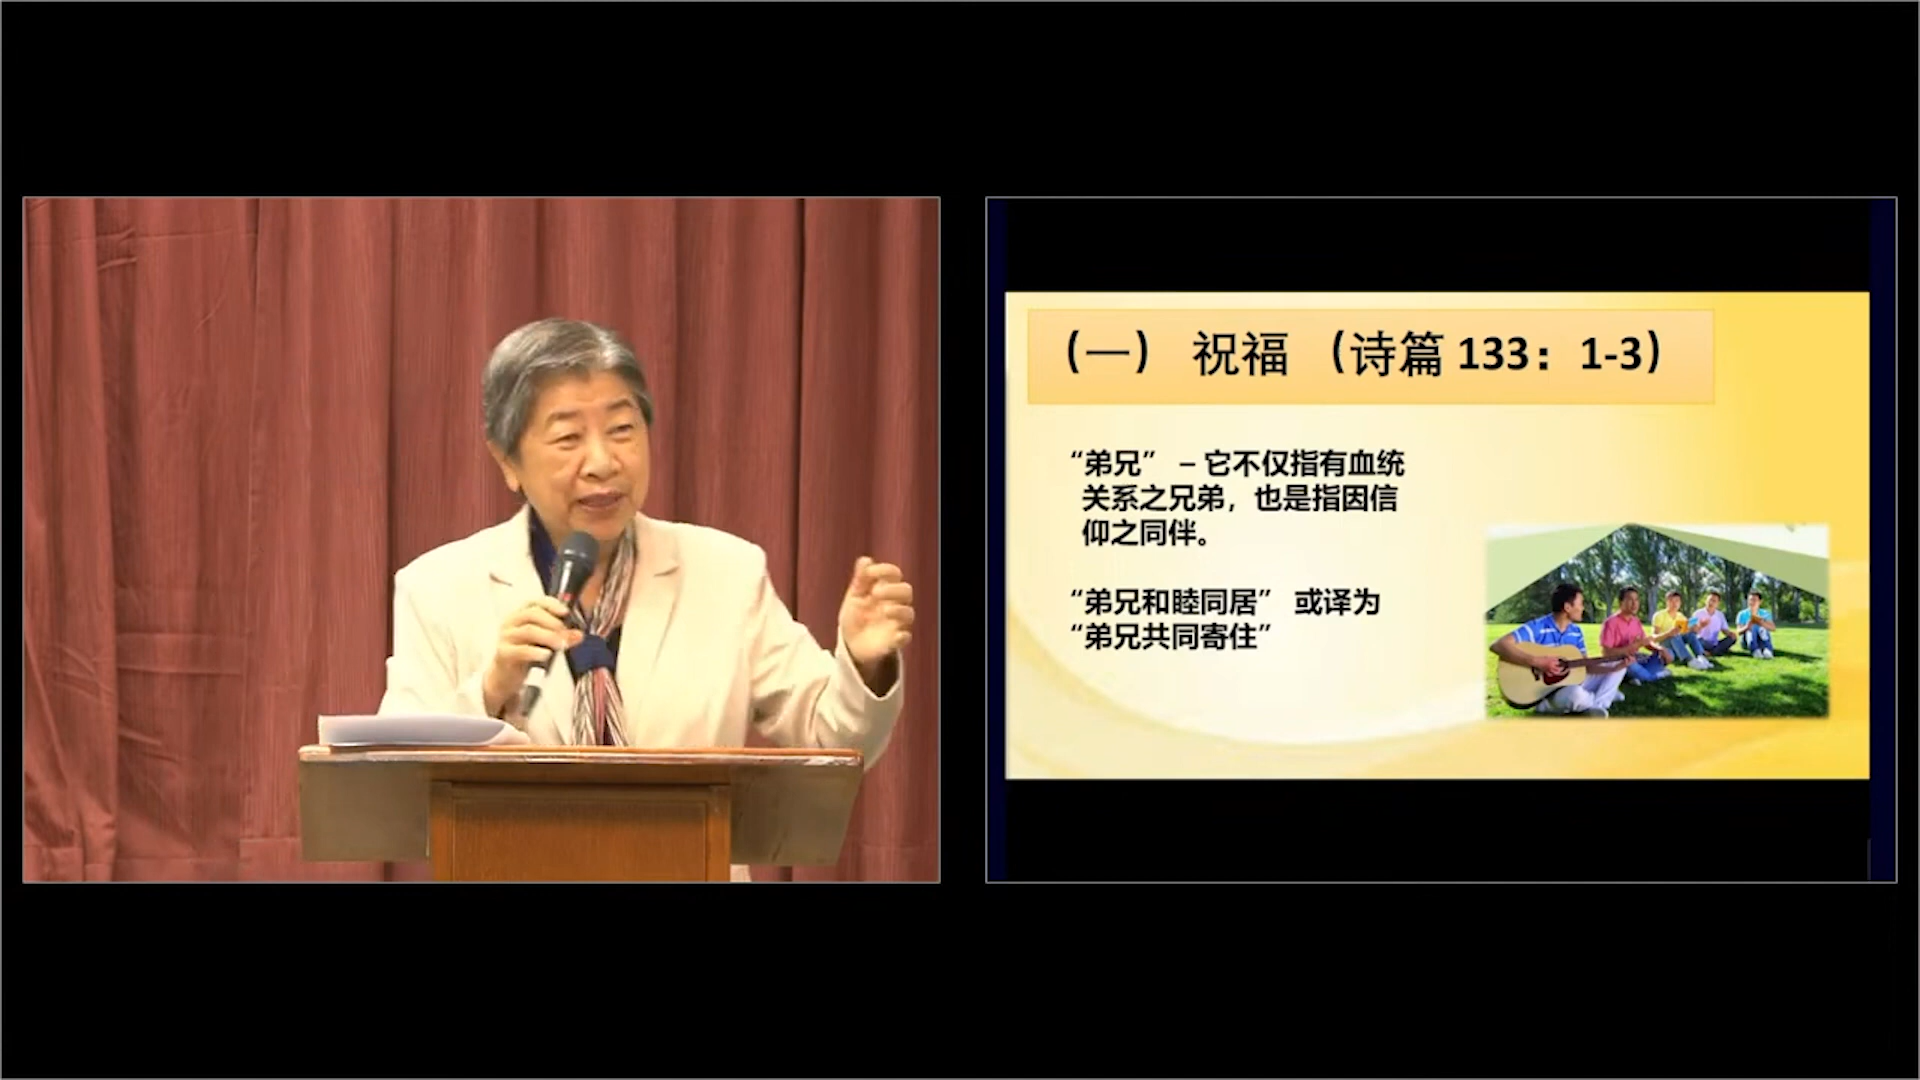 （一） 祝福 （诗篇 133：1-3）
“弟兄” – 它不仅指有血统
关系之兄弟，也是指因信
仰之同伴。
“弟兄和睦同居” 或译为
“弟兄共同寄住”